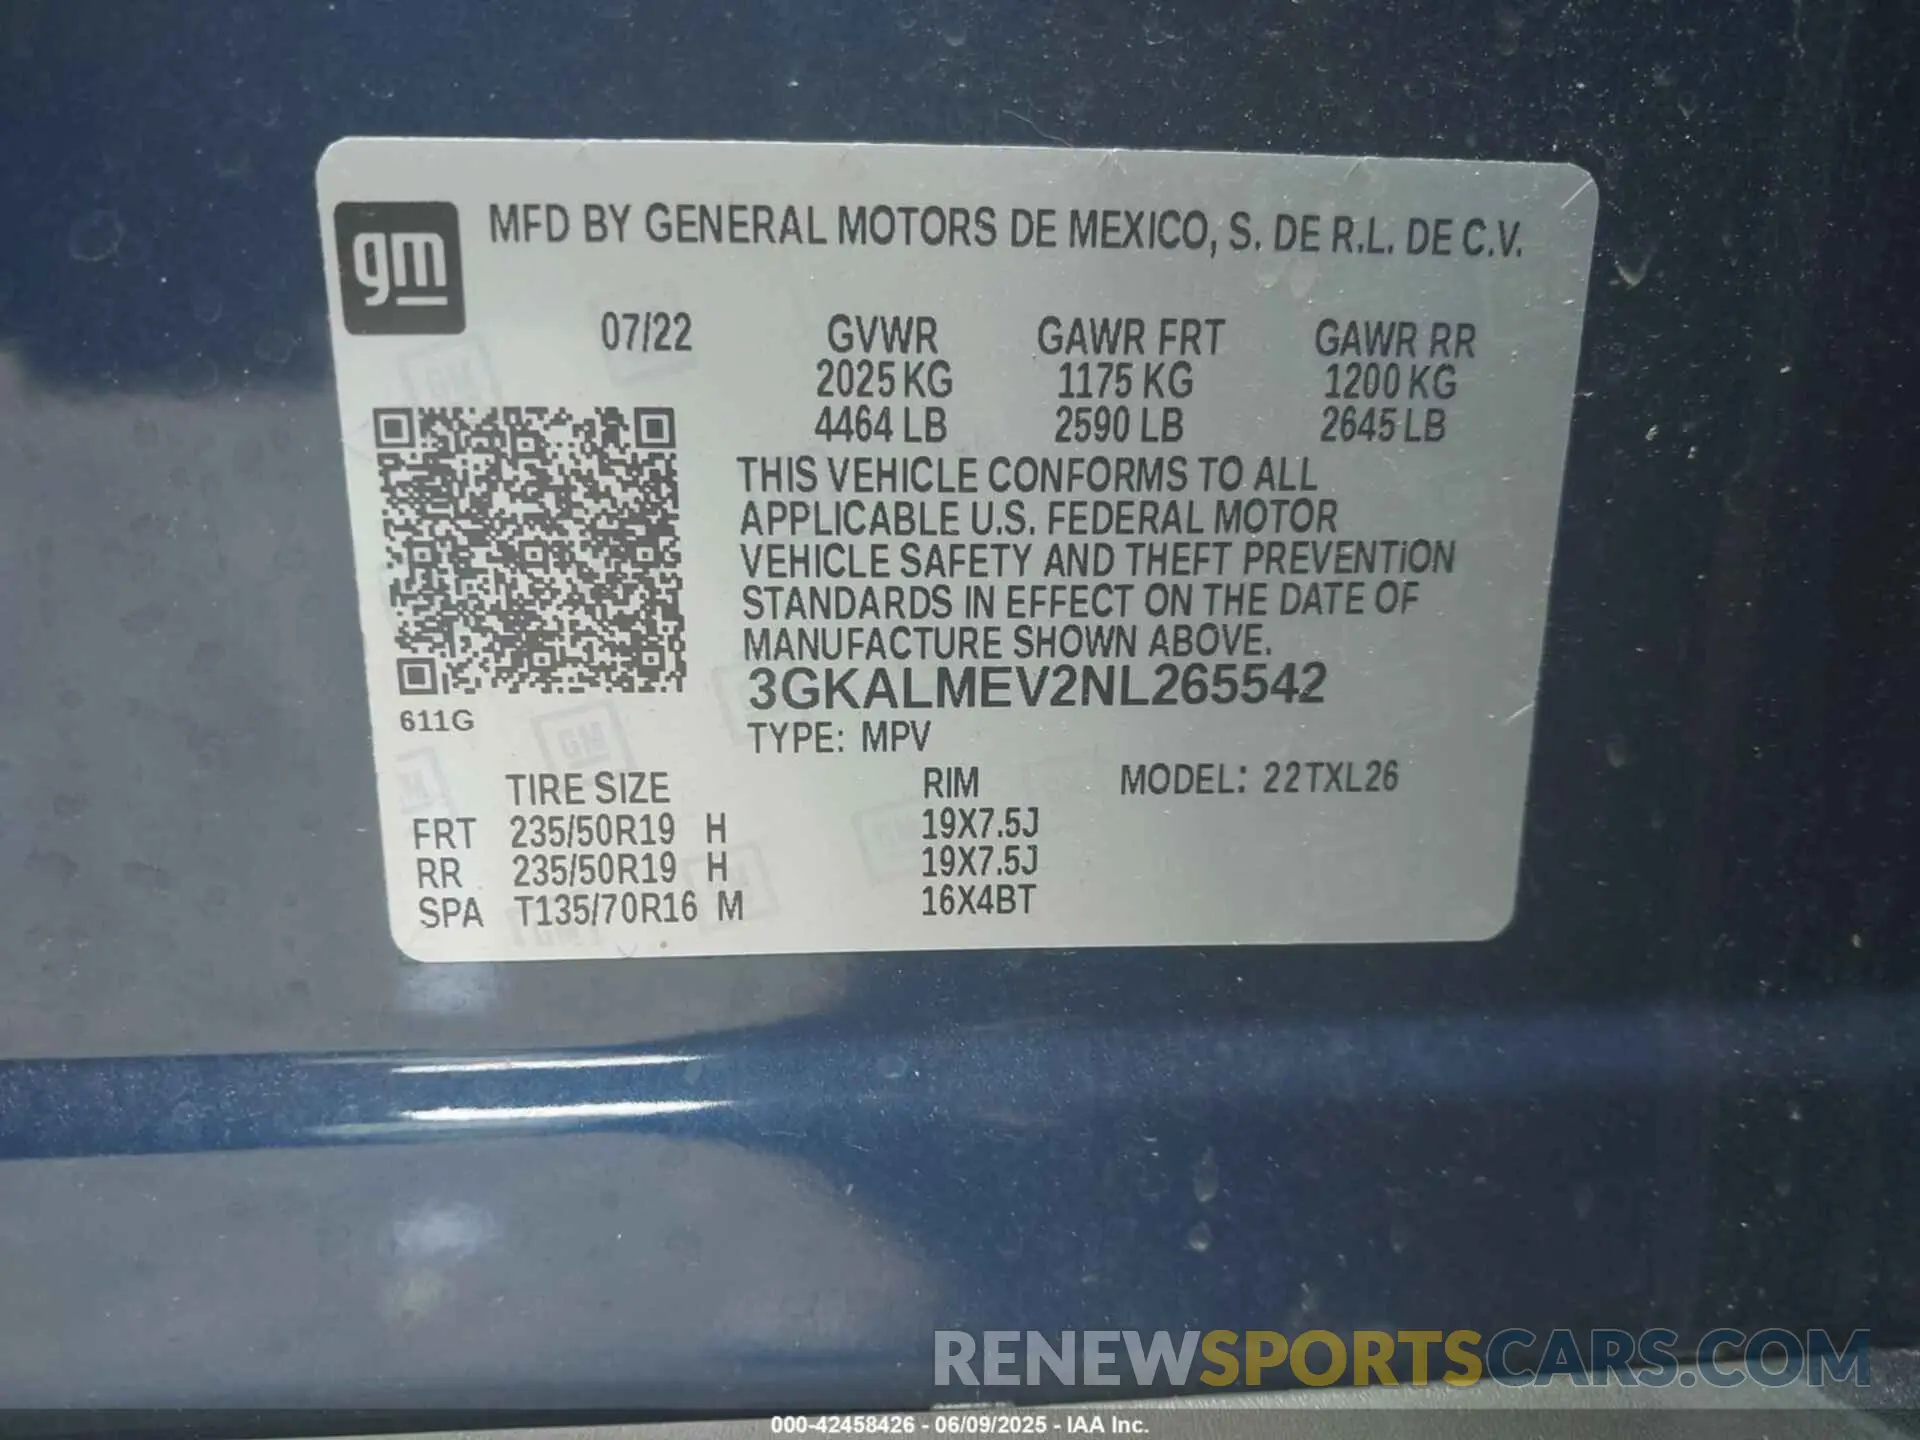 gm
MFD BY GENERAL MOTORS DE MEXICO, S. DE R.L. DE C.V.
07/22 GVWR GAWR FRT GAWR RR
2025 KG 1175 KG 1200 KG
4464 LB 2590 LB 2645 LB
THIS VEHICLE CONFORMS TO ALL
APPLICABLE U.S. FEDERAL MOTOR
VEHICLE SAFETY AND THEFT PREVENTION
STANDARDS IN EFFECT ON THE DATE OF
MANUFACTURE SHOWN ABOVE.
3GKALMEV2NL265542
611G
TYPE: MPV
TIRE SIZE RIM MODEL: 22TXL26
FRT 235/50R19 H 19X7.5J
RR 235/50R19 H 19X7.5J
SPA T135/70R16 M 16X4BT
RENEWSPORTSCARS.COM
000-42458426 - 06/09/2025 - IAA Inc.